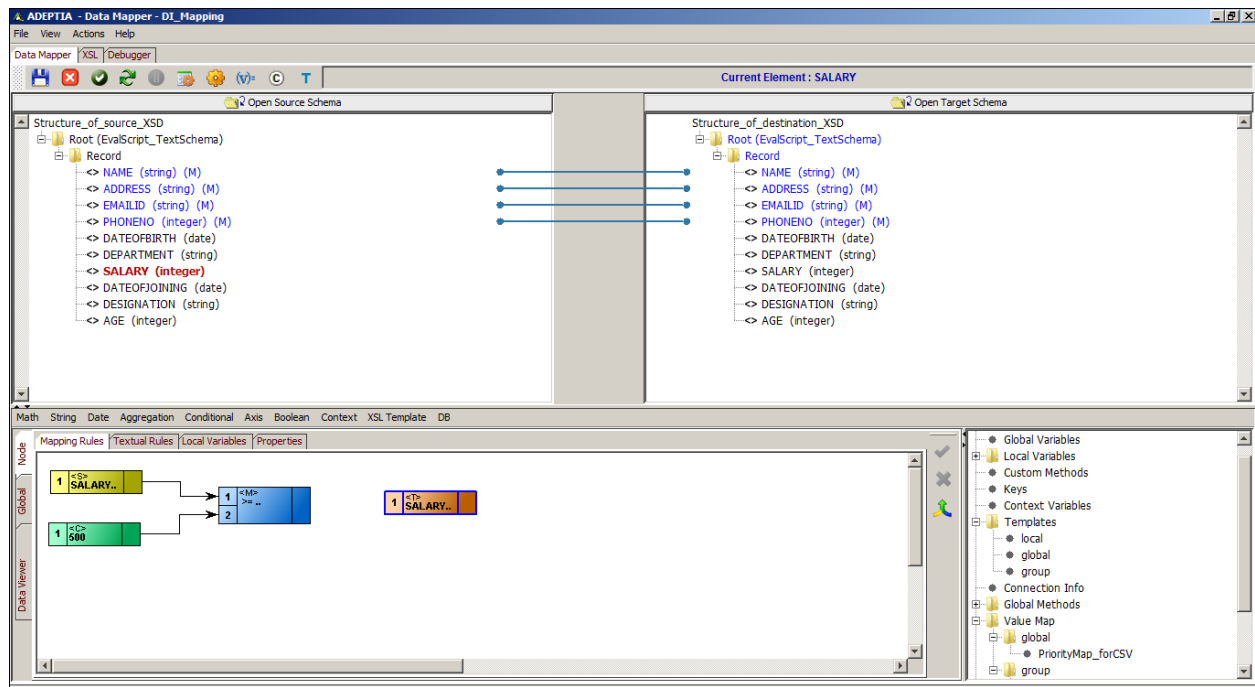 ADEPTIA - Data Mapper - DI_Mapping
File View Actions Help
Data Mapper XSL Debugger
(v)= © T Current Element : SALARY
Open Source Schema
Open Target Schema
Structure_of_source_XSD
Root (EvalScript_TextSchema)
Record
<> NAME (string) (M)
<> ADDRESS (string) (M)
<> EMAILID (string) (M)
<> PHONENO (integer) (M)
<> DATEOFBIRTH (date)
<> DEPARTMENT (string)
<> SALARY (integer)
<> DATEOFJOINING (date)
<> DESIGNATION (string)
<> AGE (integer)
Structure_of_destination_XSD
Root (EvalScript_TextSchema)
Record
<> NAME (string) (M)
<> ADDRESS (string) (M)
<> EMAILID (string) (M)
<> PHONENO (integer) (M)
<> DATEOFBIRTH (date)
<> DEPARTMENT (string)
<> SALARY (integer)
<> DATEOFJOINING (date)
<> DESIGNATION (string)
<> AGE (integer)
Math String Date Aggregation Conditional Axis Boolean Context XSL Template DB
Node
Global
Data Viewer
Mapping Rules Textual Rules Local Variables Properties
1 <S> SALARY..
1 <C> 500
1 <M> >= ..
2
1 <T> SALARY..
Global Variables
Local Variables
Custom Methods
Keys
Context Variables
Templates
local
global
group
Connection Info
Global Methods
Value Map
global
PriorityMap_forCSV
group